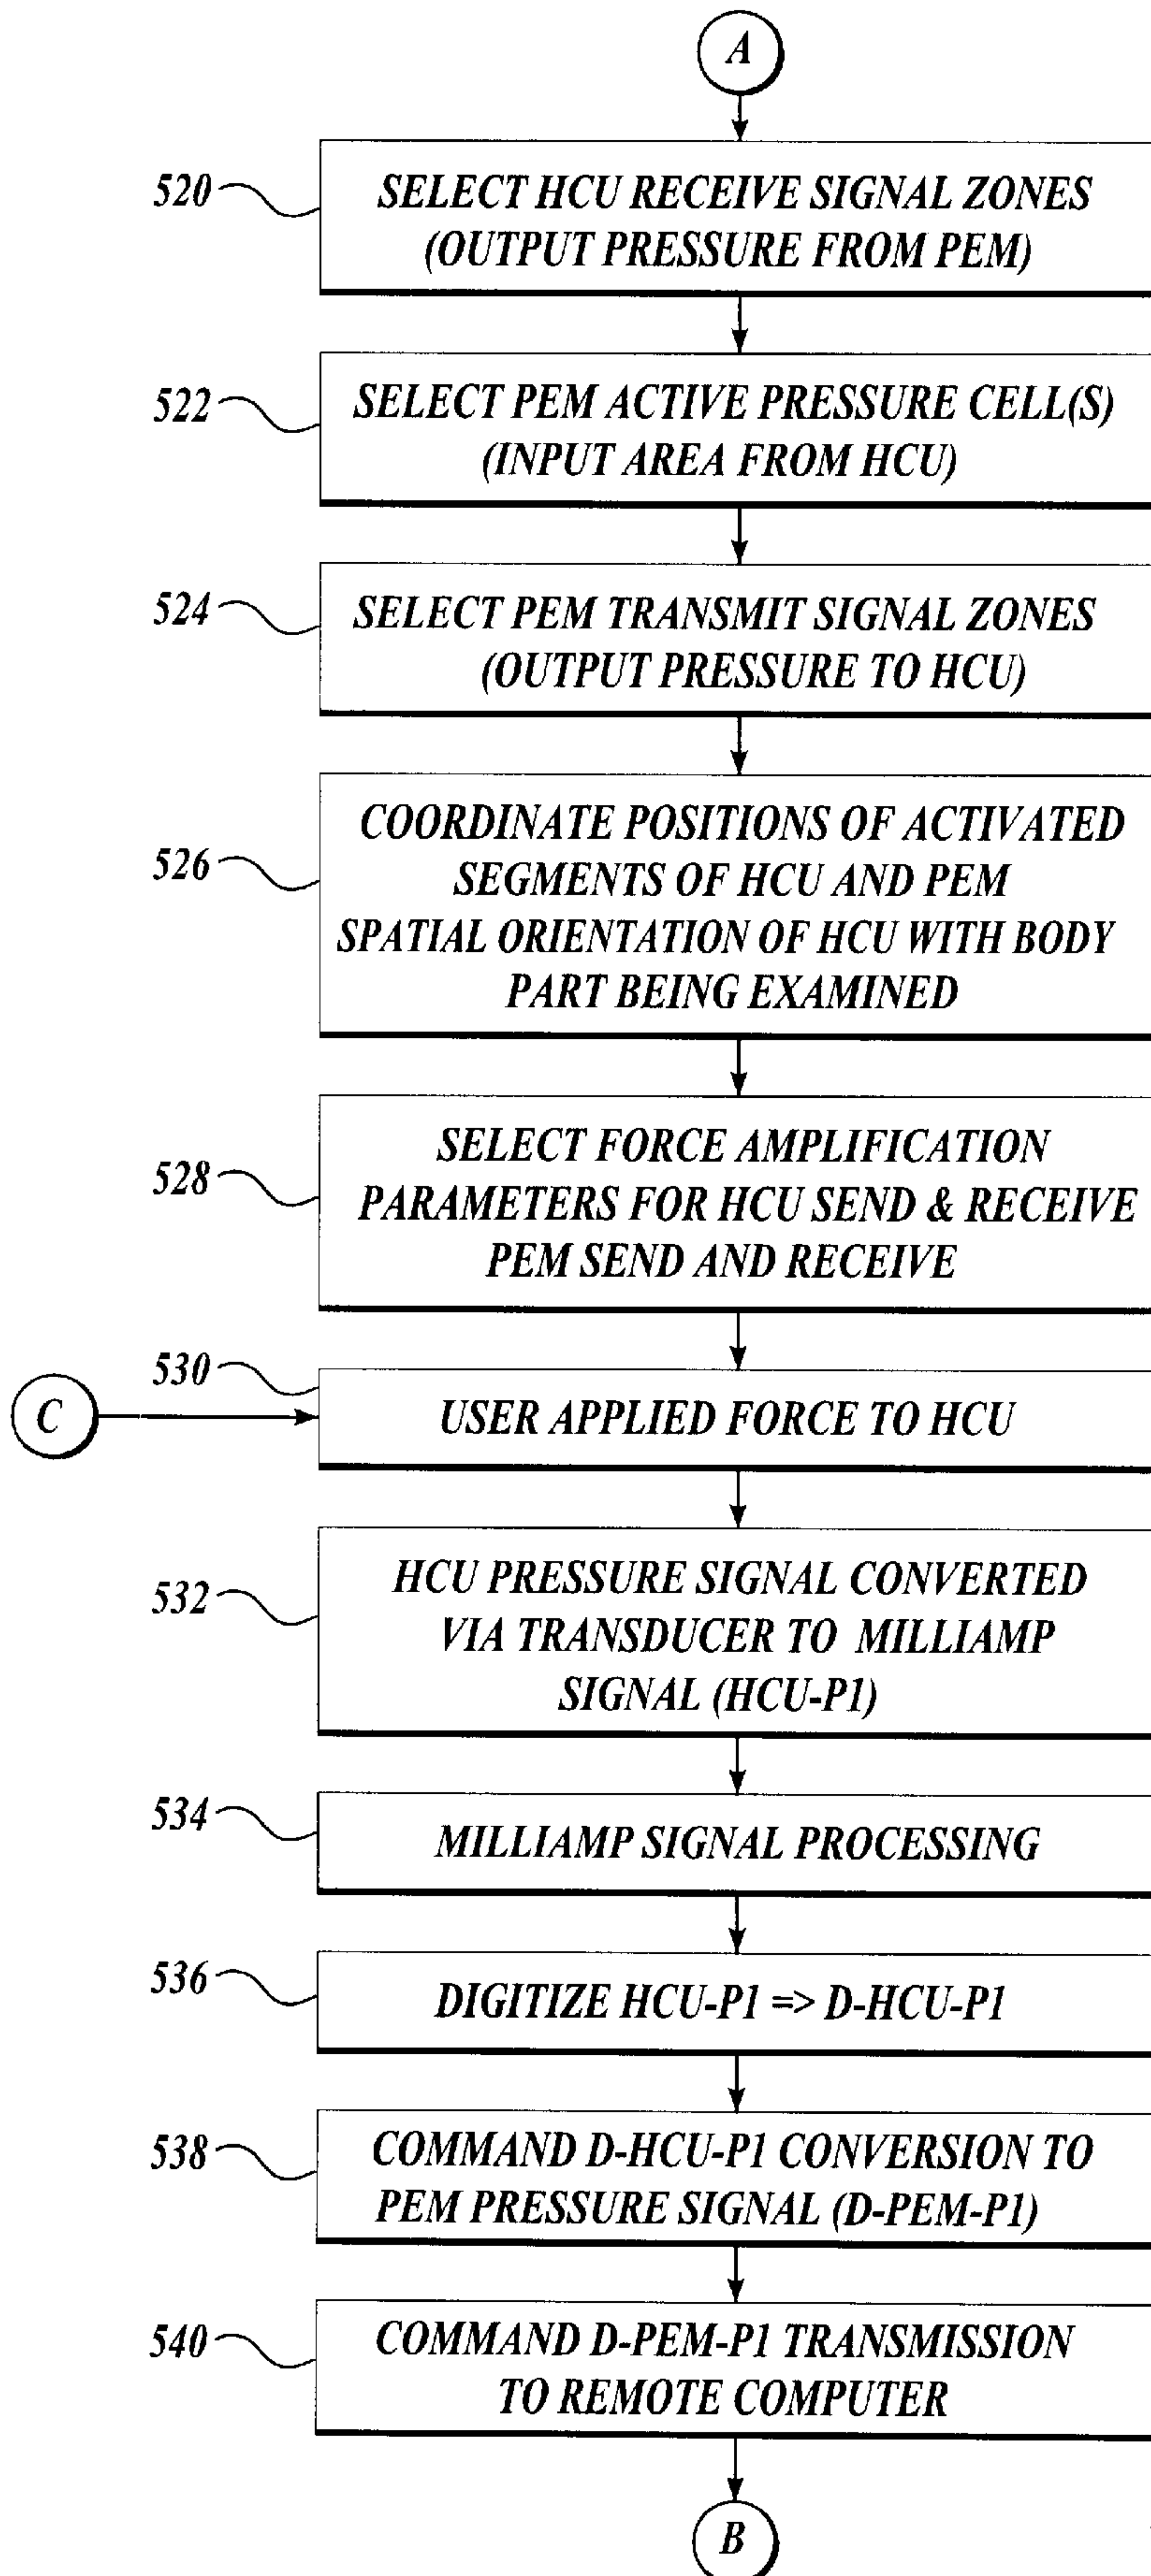 A
520
SELECT HCU RECEIVE SIGNAL ZONES
(OUTPUT PRESSURE FROM PEM)
522
SELECT PEM ACTIVE PRESSURE CELL(S)
(INPUT AREA FROM HCU)
524
SELECT PEM TRANSMIT SIGNAL ZONES
(OUTPUT PRESSURE TO HCU)
526
COORDINATE POSITIONS OF ACTIVATED
SEGMENTS OF HCU AND PEM
SPATIAL ORIENTATION OF HCU WITH BODY
PART BEING EXAMINED
528
SELECT FORCE AMPLIFICATION
PARAMETERS FOR HCU SEND & RECEIVE
PEM SEND AND RECEIVE
530
C
USER APPLIED FORCE TO HCU
532
HCU PRESSURE SIGNAL CONVERTED
VIA TRANSDUCER TO MILLIAMP
SIGNAL (HCU-P1)
534
MILLIAMP SIGNAL PROCESSING
536
DIGITIZE HCU-P1 => D-HCU-P1
538
COMMAND D-HCU-P1 CONVERSION TO
PEM PRESSURE SIGNAL (D-PEM-P1)
540
COMMAND D-PEM-P1 TRANSMISSION
TO REMOTE COMPUTER
B